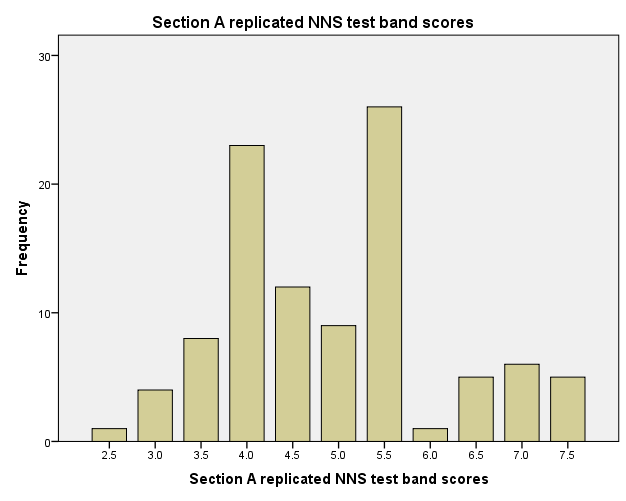 Section A replicated NNS test band scores
Frequency
30
20
10
0
2.5 3.0 3.5 4.0 4.5 5.0 5.5 6.0 6.5 7.0 7.5
Section A replicated NNS test band scores